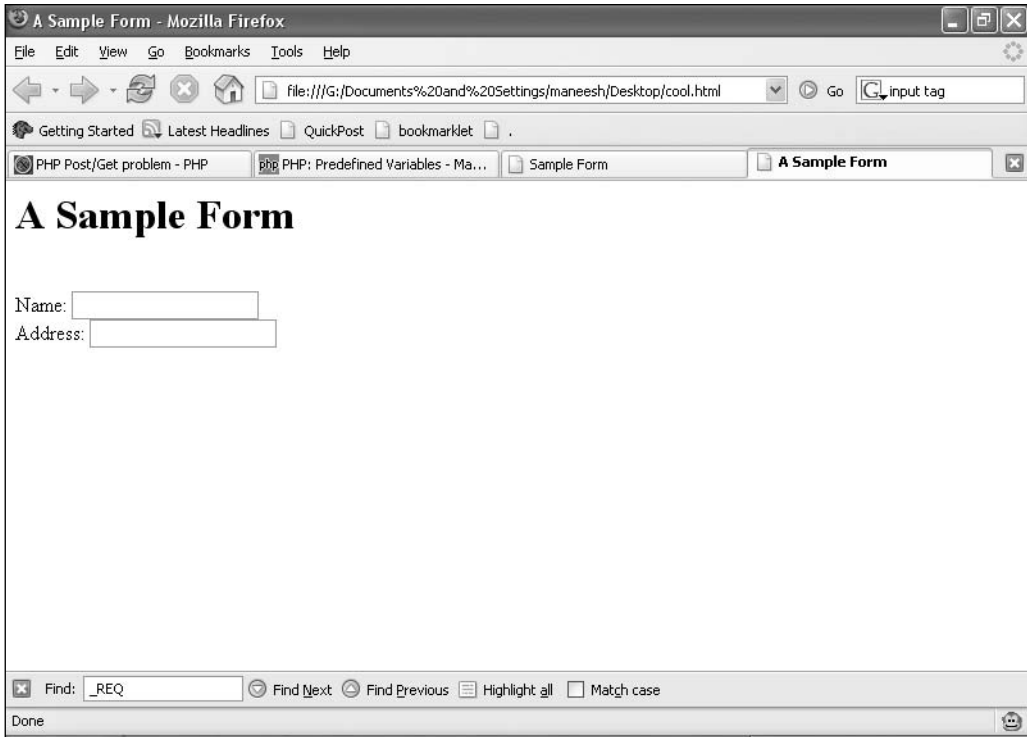 A Sample Form - Mozilla Firefox
File Edit View Go Bookmarks Tools Help
file:///G:/Documents%20and%20Settings/maneesh/Desktop/cool.html Go G input tag
Getting Started Latest Headlines QuickPost bookmarklet .
PHP Post/Get problem - PHP php PHP: Predefined Variables - Ma... Sample Form A Sample Form
A Sample Form
Name:
Address:
Find: _REQ Find Next Find Previous Highlight all Match case
Done